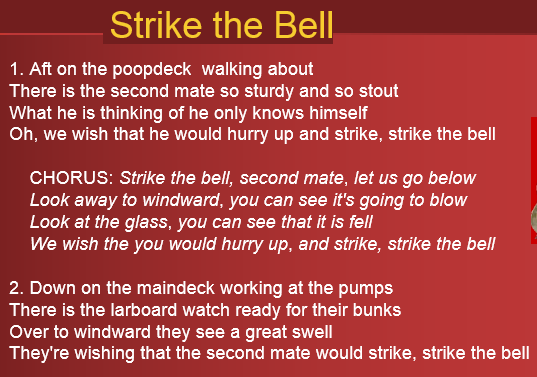 Strike the Bell
1. Aft on the poopdeck  walking about
There is the second mate so sturdy and so stout
What he is thinking of he only knows himself
Oh, we wish that he would hurry up and strike, strike the bell
CHORUS: Strike the bell, second mate, let us go below
Look away to windward, you can see it's going to blow
Look at the glass, you can see that it is fell
We wish the you would hurry up, and strike, strike the bell
2. Down on the maindeck working at the pumps
There is the larboard watch ready for their bunks
Over to windward they see a great swell
They're wishing that the second mate would strike, strike the bell